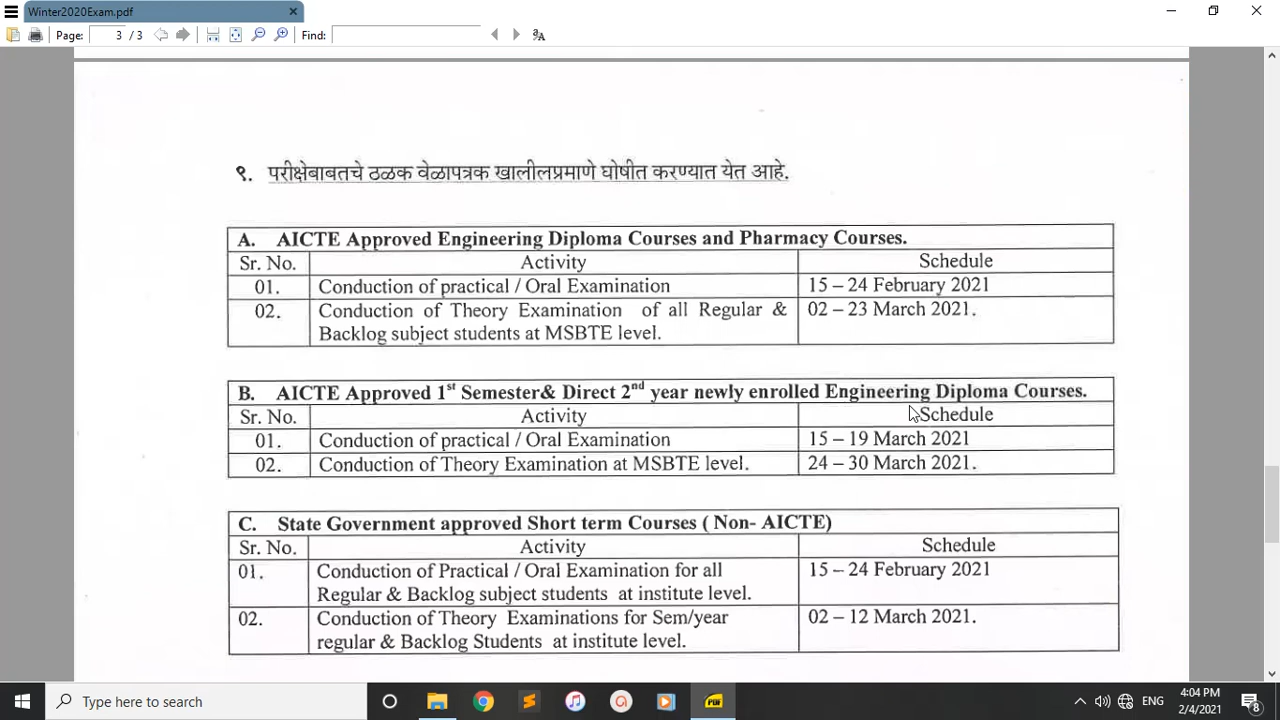 Winter2020Exam.pdf
Page: 3 / 3 Find:
९. परीक्षेबाबतचे ठळक वेळापत्रक खालीलप्रमाणे घोषीत करण्यात येत आहे.
A. AICTE Approved Engineering Diploma Courses and Pharmacy Courses.
Sr. No. Activity Schedule
01. Conduction of practical / Oral Examination 15 – 24 February 2021
02. Conduction of Theory Examination of all Regular & 02 – 23 March 2021.
Backlog subject students at MSBTE level.
B. AICTE Approved 1st Semester& Direct 2nd year newly enrolled Engineering Diploma Courses.
Sr. No. Activity Schedule
01. Conduction of practical / Oral Examination 15 – 19 March 2021
02. Conduction of Theory Examination at MSBTE level. 24 – 30 March 2021.
C. State Government approved Short term Courses ( Non- AICTE)
Sr. No. Activity Schedule
01. Conduction of Practical / Oral Examination for all 15 – 24 February 2021
Regular & Backlog subject students at institute level.
02. Conduction of Theory Examinations for Sem/year 02 – 12 March 2021.
regular & Backlog Students at institute level.
Type here to search
ENG
4:04 PM
2/4/2021
8
PDF